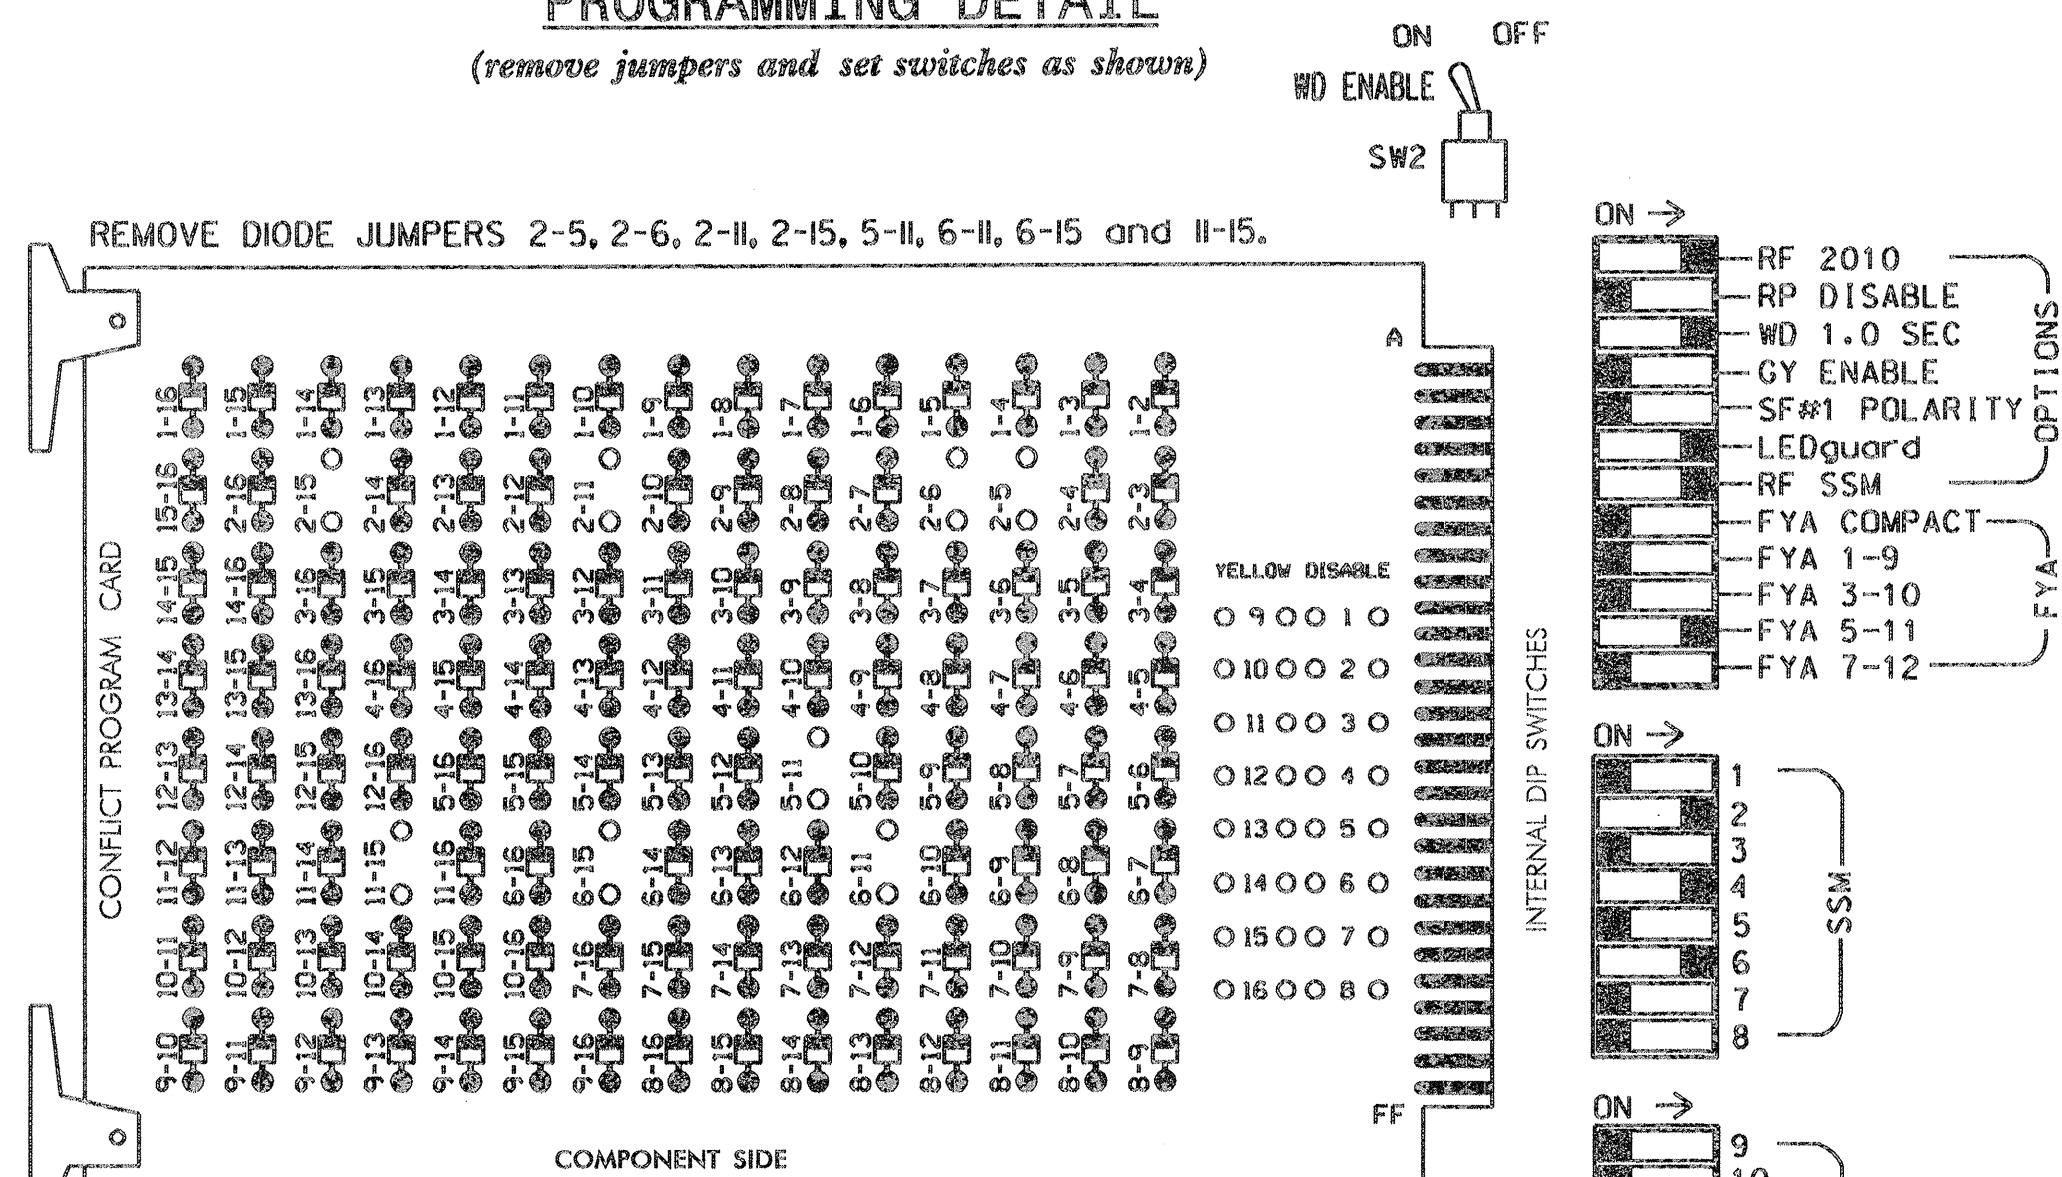 PROGRAMMING DETAIL
(remove jumpers and set switches as shown)
ON OFF
WD ENABLE
SW2
REMOVE DIODE JUMPERS 2-5, 2-6, 2-11, 2-15, 5-11, 6-11, 6-15 and 11-15.
A
1-16 1-15 1-14 1-13 1-12 1-11 1-10 1-9 1-8 1-7 1-6 1-5 1-4 1-3 1-2
15-16 2-16 2-15 2-14 2-13 2-12 2-11 2-10 2-9 2-8 2-7 2-6 2-5 2-4 2-3
14-15 14-16 3-16 3-15 3-14 3-13 3-12 3-11 3-10 3-9 3-8 3-7 3-6 3-5 3-4
13-14 13-15 13-16 4-16 4-15 4-14 4-13 4-12 4-11 4-10 4-9 4-8 4-7 4-6 4-5
12-13 12-14 12-15 12-16 5-16 5-15 5-14 5-13 5-12 5-11 5-10 5-9 5-8 5-7 5-6
11-12 11-13 11-14 11-15 11-16 6-16 6-15 6-14 6-13 6-12 6-11 6-10 6-9 6-8 6-7
10-11 10-12 10-13 10-14 10-15 10-16 7-16 7-15 7-14 7-13 7-12 7-11 7-10 7-9 7-8
9-10 9-11 9-12 9-13 9-14 9-15 9-16 8-16 8-15 8-14 8-13 8-12 8-11 8-10 8-9
CONFLICT PROGRAM CARD
YELLOW DISABLE
9 1
10 2
11 3
12 4
13 5
14 6
15 7
16 8
FF
COMPONENT SIDE
INTERNAL DIP SWITCHES
ON →
RF 2010
RP DISABLE
WD 1.0 SEC
GY ENABLE
SF#1 POLARITY
LEDguard
RF SSM
OPTIONS
FYA COMPACT
FYA 1-9
FYA 3-10
FYA 5-11
FYA 7-12
FYA
ON →
1
2
3
4
5
6
7
8
SSM
ON →
9
10